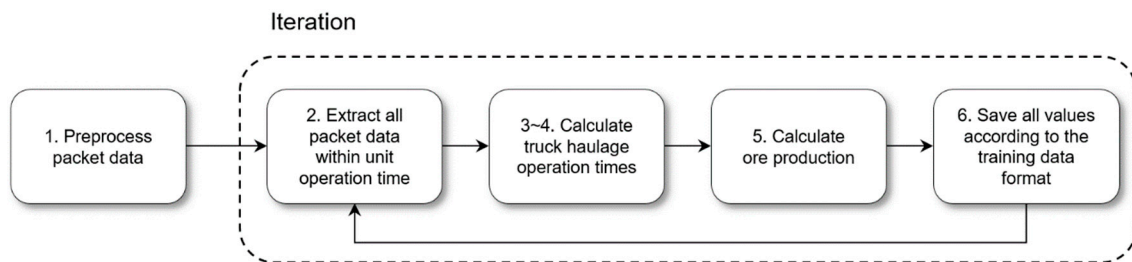 Iteration
1. Preprocess
packet data
2. Extract all
packet data
within unit
operation time
3~4. Calculate
truck haulage
operation times
5. Calculate
ore production
6. Save all values
according to the
training data
format